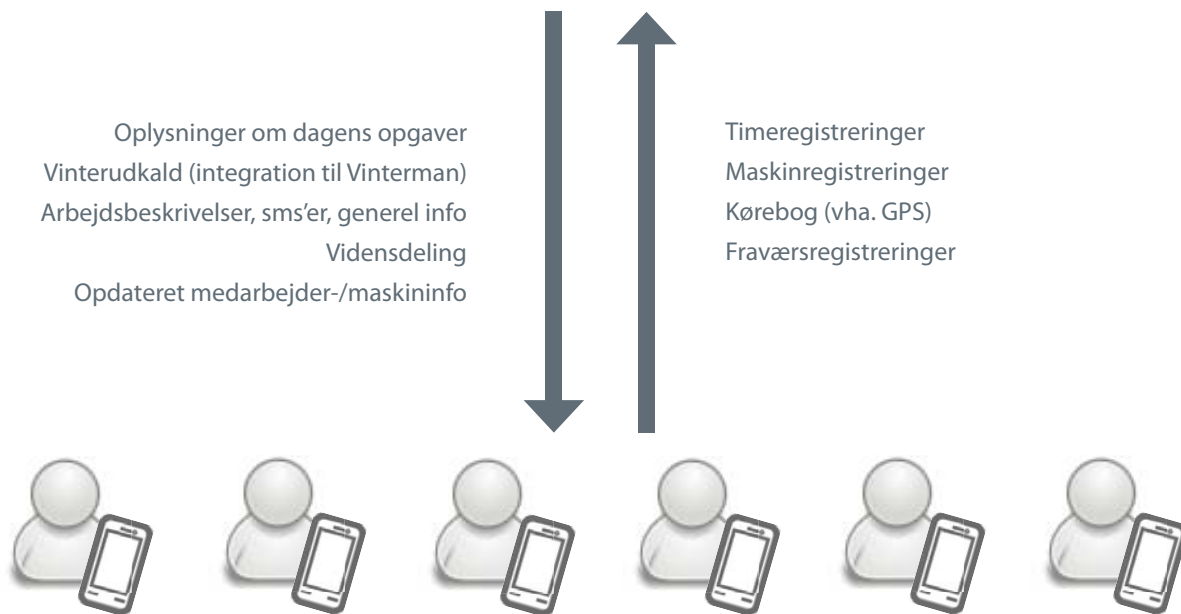 Oplysninger om dagens opgaver
Vinterudkald (integration til Vinterman)
Arbejdsbeskrivelser, sms’er, generel info
Vidensdeling
Opdateret medarbejder-/maskininfo
Timeregistreringer
Maskinregistreringer
Kørebog (vha. GPS)
Fraværsregistreringer